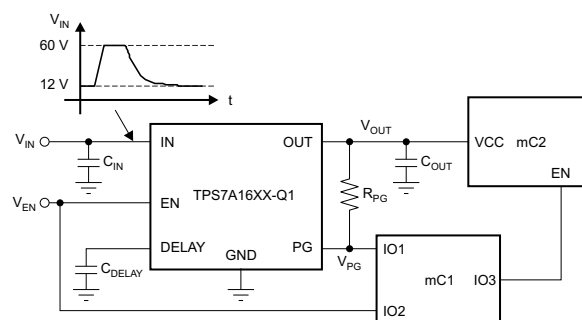 V_IN
60 V
12 V
t
V_IN
C_IN
IN
OUT
V_OUT
C_OUT
VCC
mC2
EN
V_EN
EN
TPS7A16XX-Q1
R_PG
DELAY
GND
PG
V_PG
C_DELAY
IO1
mC1
IO3
IO2